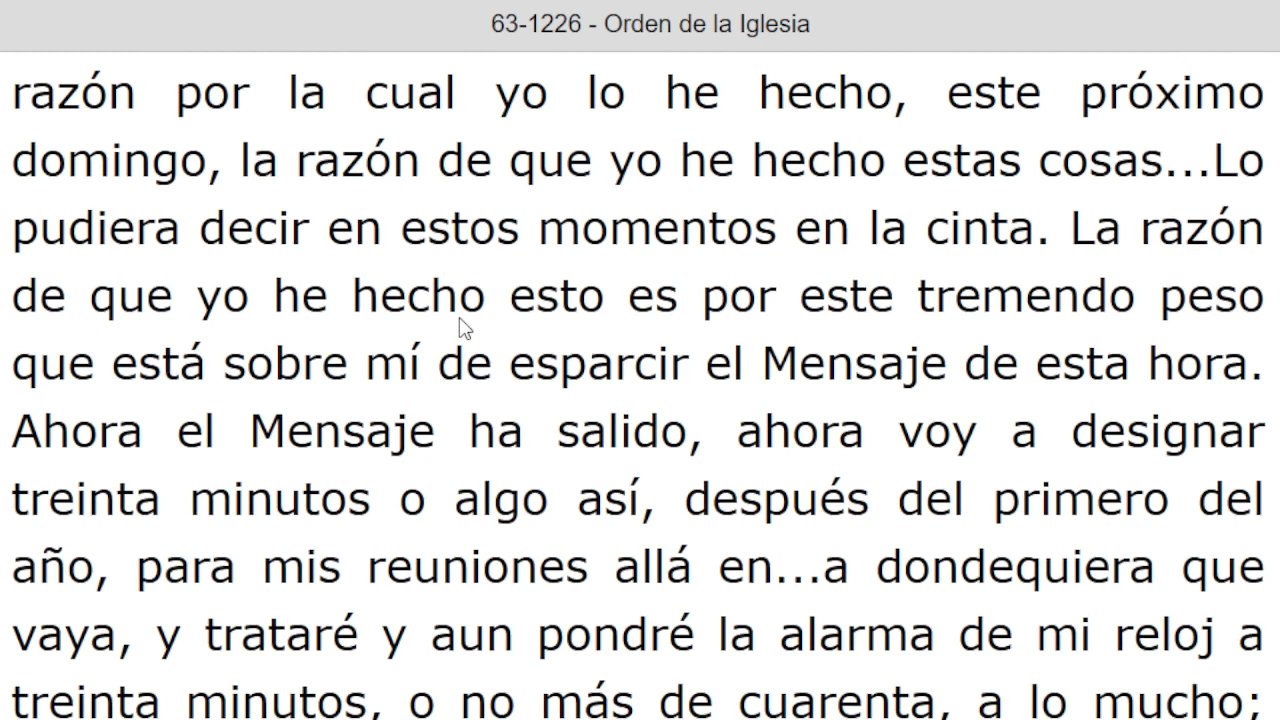 63-1226 - Orden de la Iglesia
razón por la cual yo lo he hecho, este próximo
domingo, la razón de que yo he hecho estas cosas...Lo
pudiera decir en estos momentos en la cinta. La razón
de que yo he hecho esto es por este tremendo peso
que está sobre mí de esparcir el Mensaje de esta hora.
Ahora el Mensaje ha salido, ahora voy a designar
treinta minutos o algo así, después del primero del
año, para mis reuniones allá en...a dondequiera que
vaya, y trataré y aun pondré la alarma de mi reloj a
treinta minutos, o no más de cuarenta, a lo mucho;